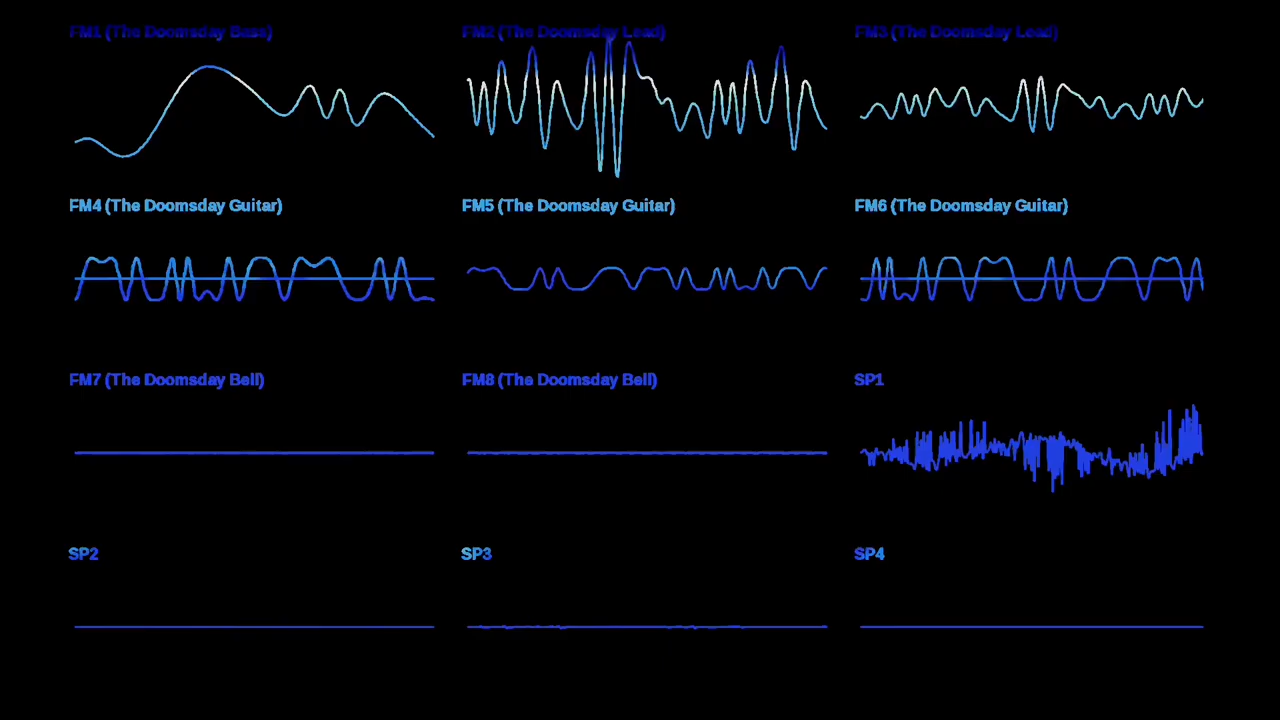 FM1 (The Doomsday Bass)
FM2 (The Doomsday Lead)
FM3 (The Doomsday Lead)
FM4 (The Doomsday Guitar)
FM5 (The Doomsday Guitar)
FM6 (The Doomsday Guitar)
FM7 (The Doomsday Bell)
FM8 (The Doomsday Bell)
SP1
SP2
SP3
SP4